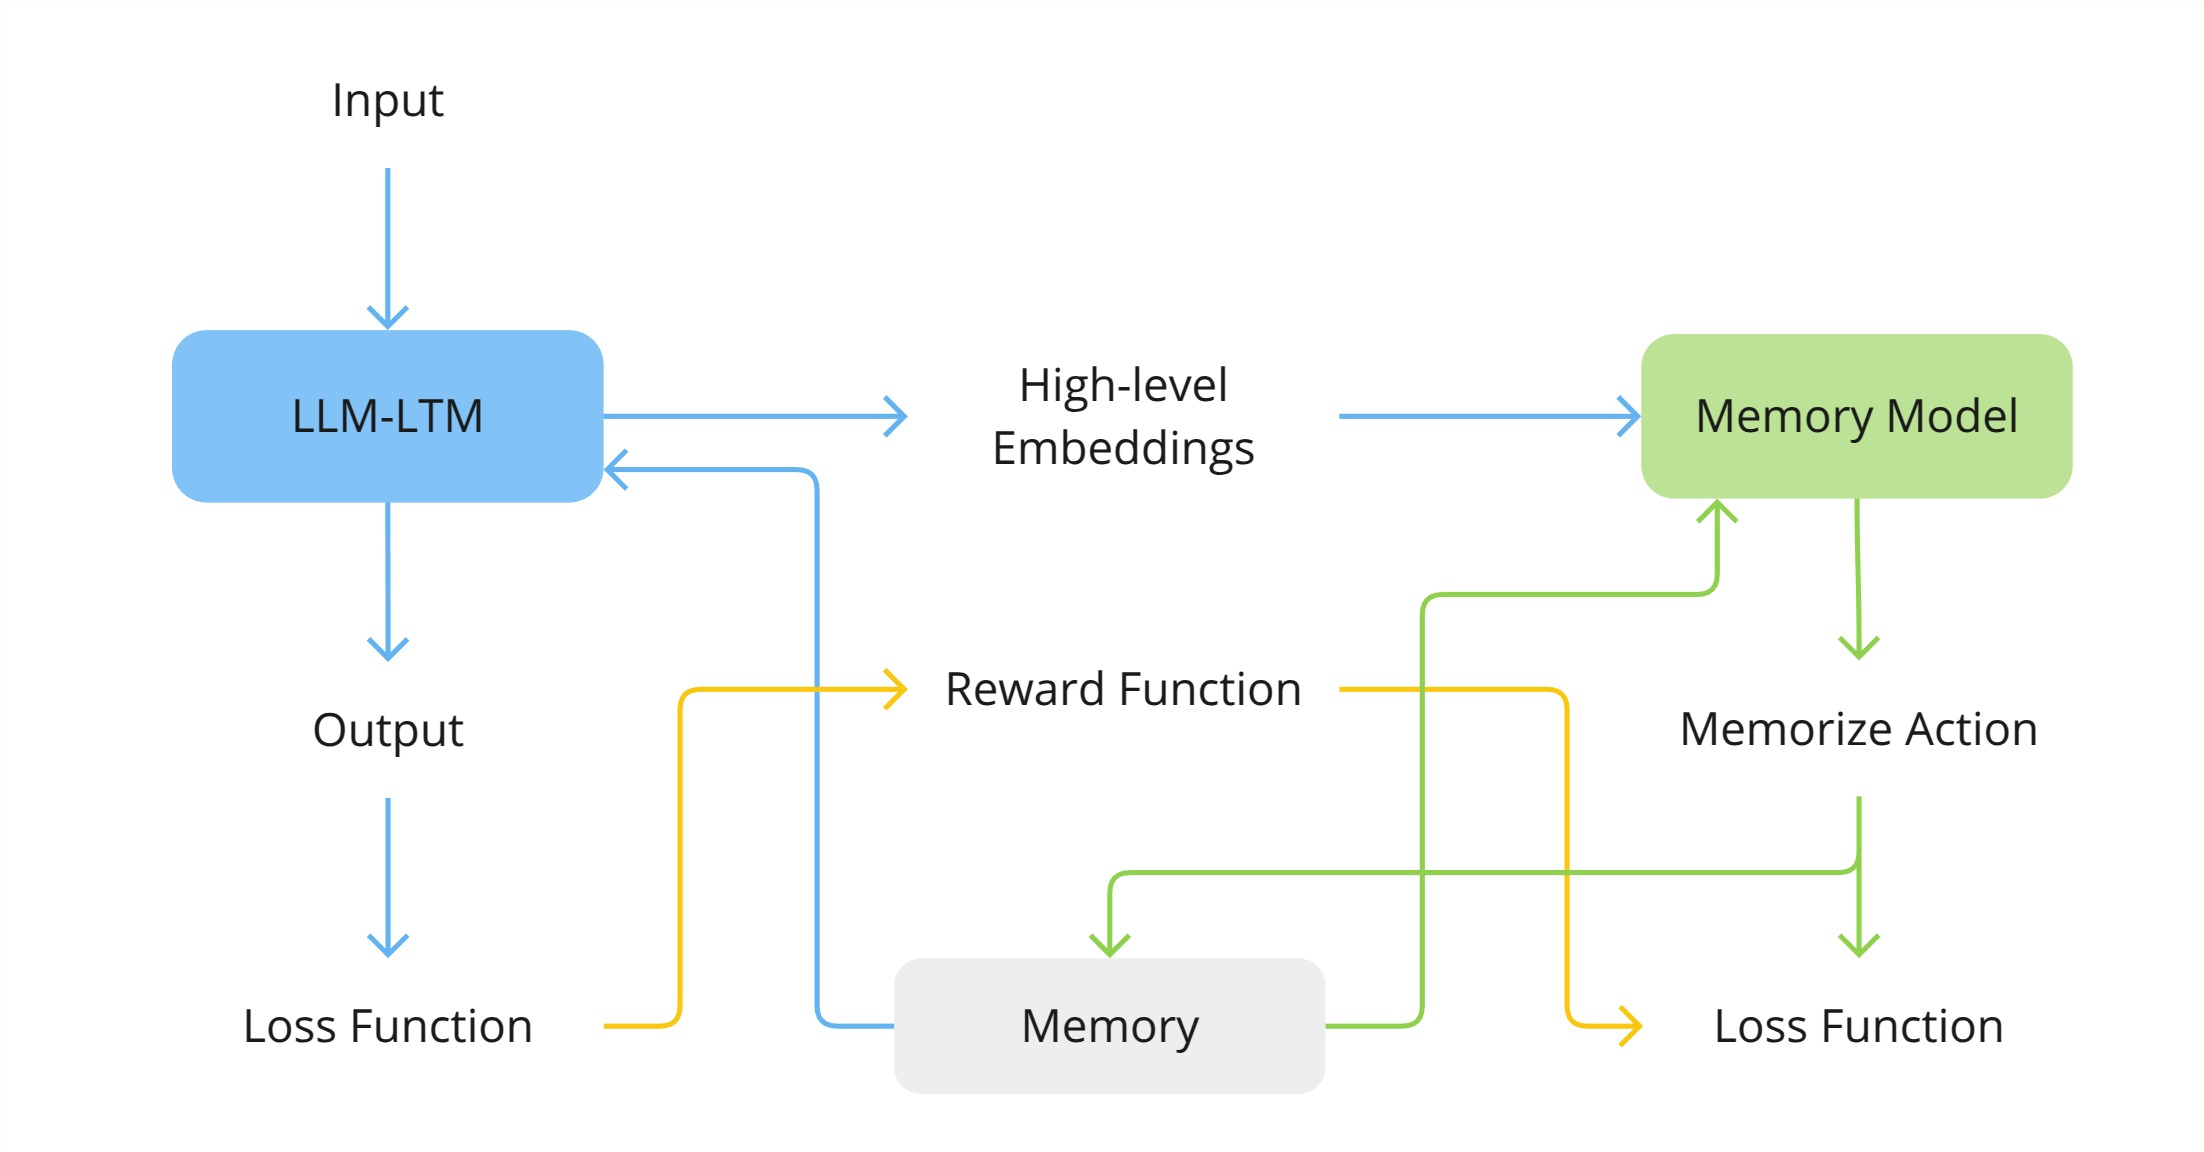 Input
LLM-LTM
High-level
Embeddings
Memory Model
Reward Function
Output
Memorize Action
Loss Function
Memory
Loss Function